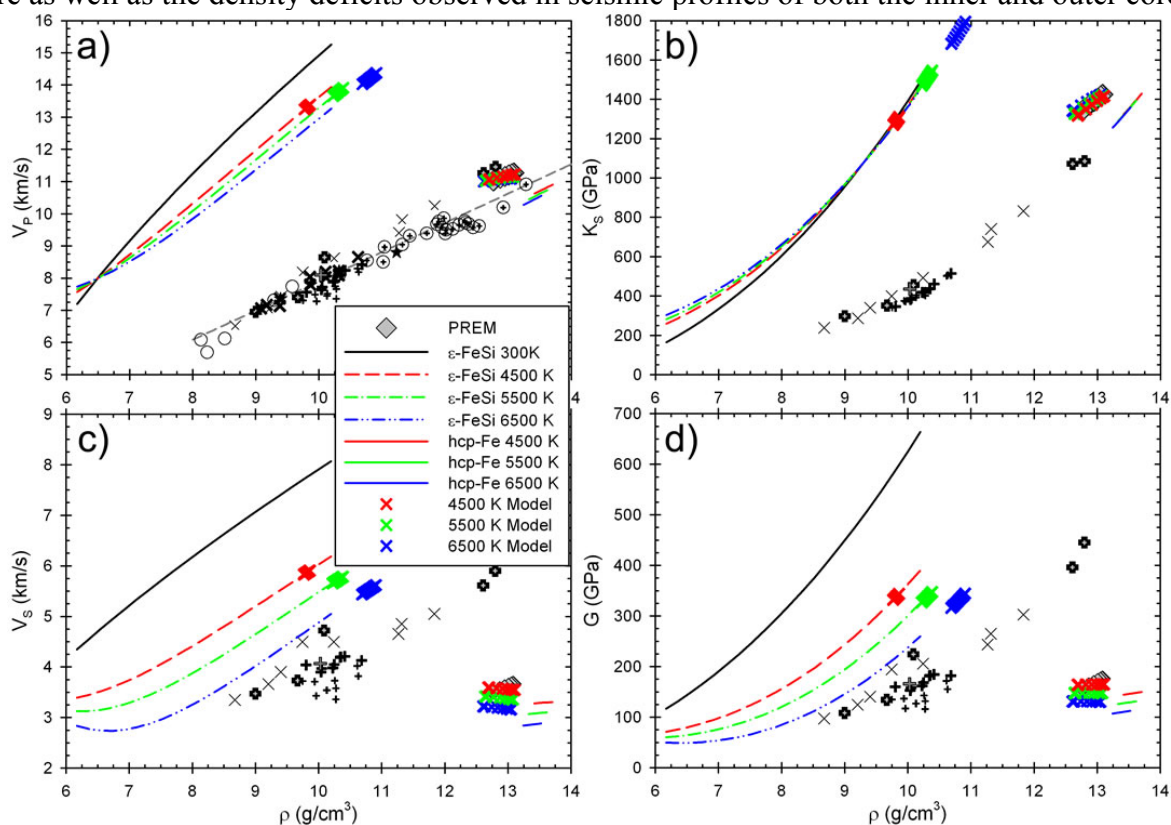 re as well as the density deficits observed in seismic profiles of both the inner and outer core
a)
16
15
14
13
12
11
10
9
8
7
6
5
V_P (km/s)
6 7 8 9 10 11 12 13 14
b)
1800
1600
1400
1200
1000
800
600
400
200
0
K_S (GPa)
6 7 8 9 10 11 12 13 14
PREM
ε-FeSi 300K
ε-FeSi 4500 K
ε-FeSi 5500 K
ε-FeSi 6500 K
hcp-Fe 4500 K
hcp-Fe 5500 K
hcp-Fe 6500 K
4500 K Model
5500 K Model
6500 K Model
c)
9
8
7
6
5
4
3
2
V_S (km/s)
6 7 8 9 10 11 12 13 14
ρ (g/cm³)
d)
700
600
500
400
300
200
100
0
G (GPa)
6 7 8 9 10 11 12 13 14
ρ (g/cm³)